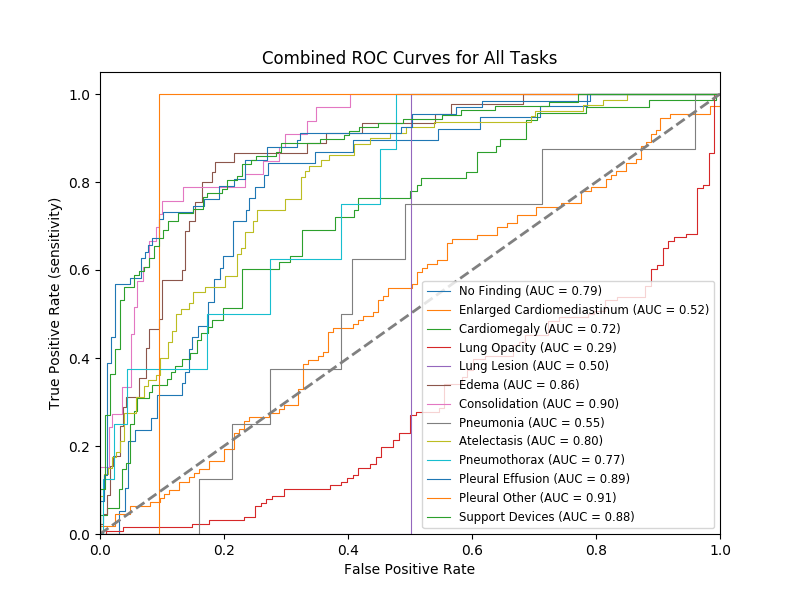 Combined ROC Curves for All Tasks
True Positive Rate (sensitivity)
1.0
0.8
0.6
0.4
0.2
0.0
No Finding (AUC = 0.79)
Enlarged Cardiomediastinum (AUC = 0.52)
Cardiomegaly (AUC = 0.72)
Lung Opacity (AUC = 0.29)
Lung Lesion (AUC = 0.50)
Edema (AUC = 0.86)
Consolidation (AUC = 0.90)
Pneumonia (AUC = 0.55)
Atelectasis (AUC = 0.80)
Pneumothorax (AUC = 0.77)
Pleural Effusion (AUC = 0.89)
Pleural Other (AUC = 0.91)
Support Devices (AUC = 0.88)
0.0 0.2 0.4 0.6 0.8 1.0
False Positive Rate